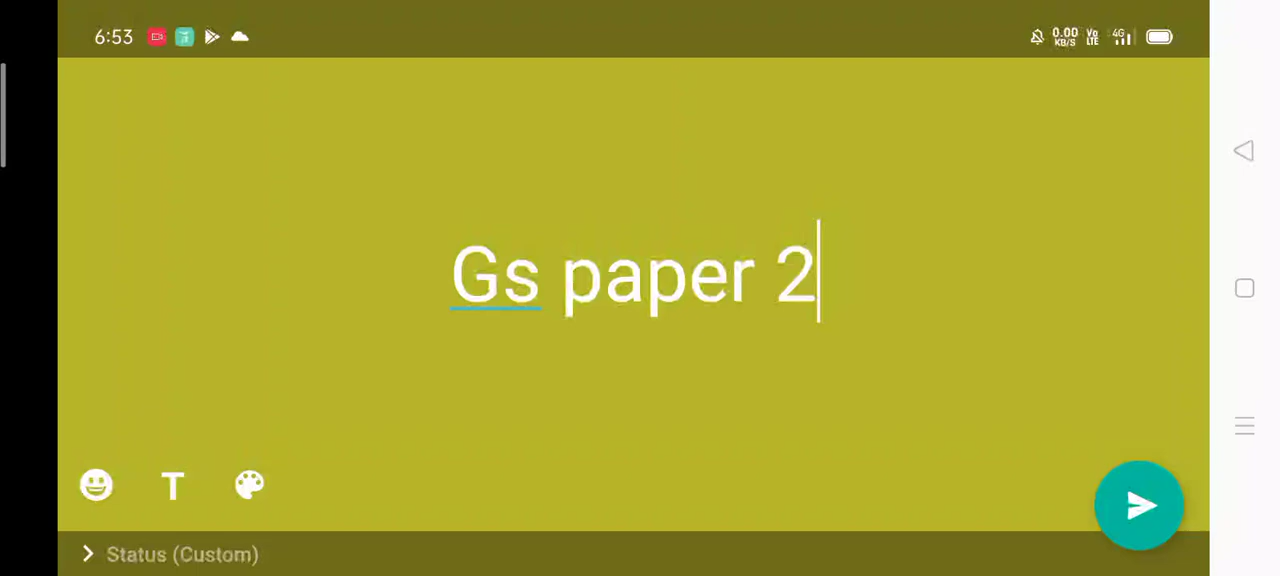 6:53
0.00 KB/S Vo LTE 4G
Gs paper 2
T
Status (Custom)